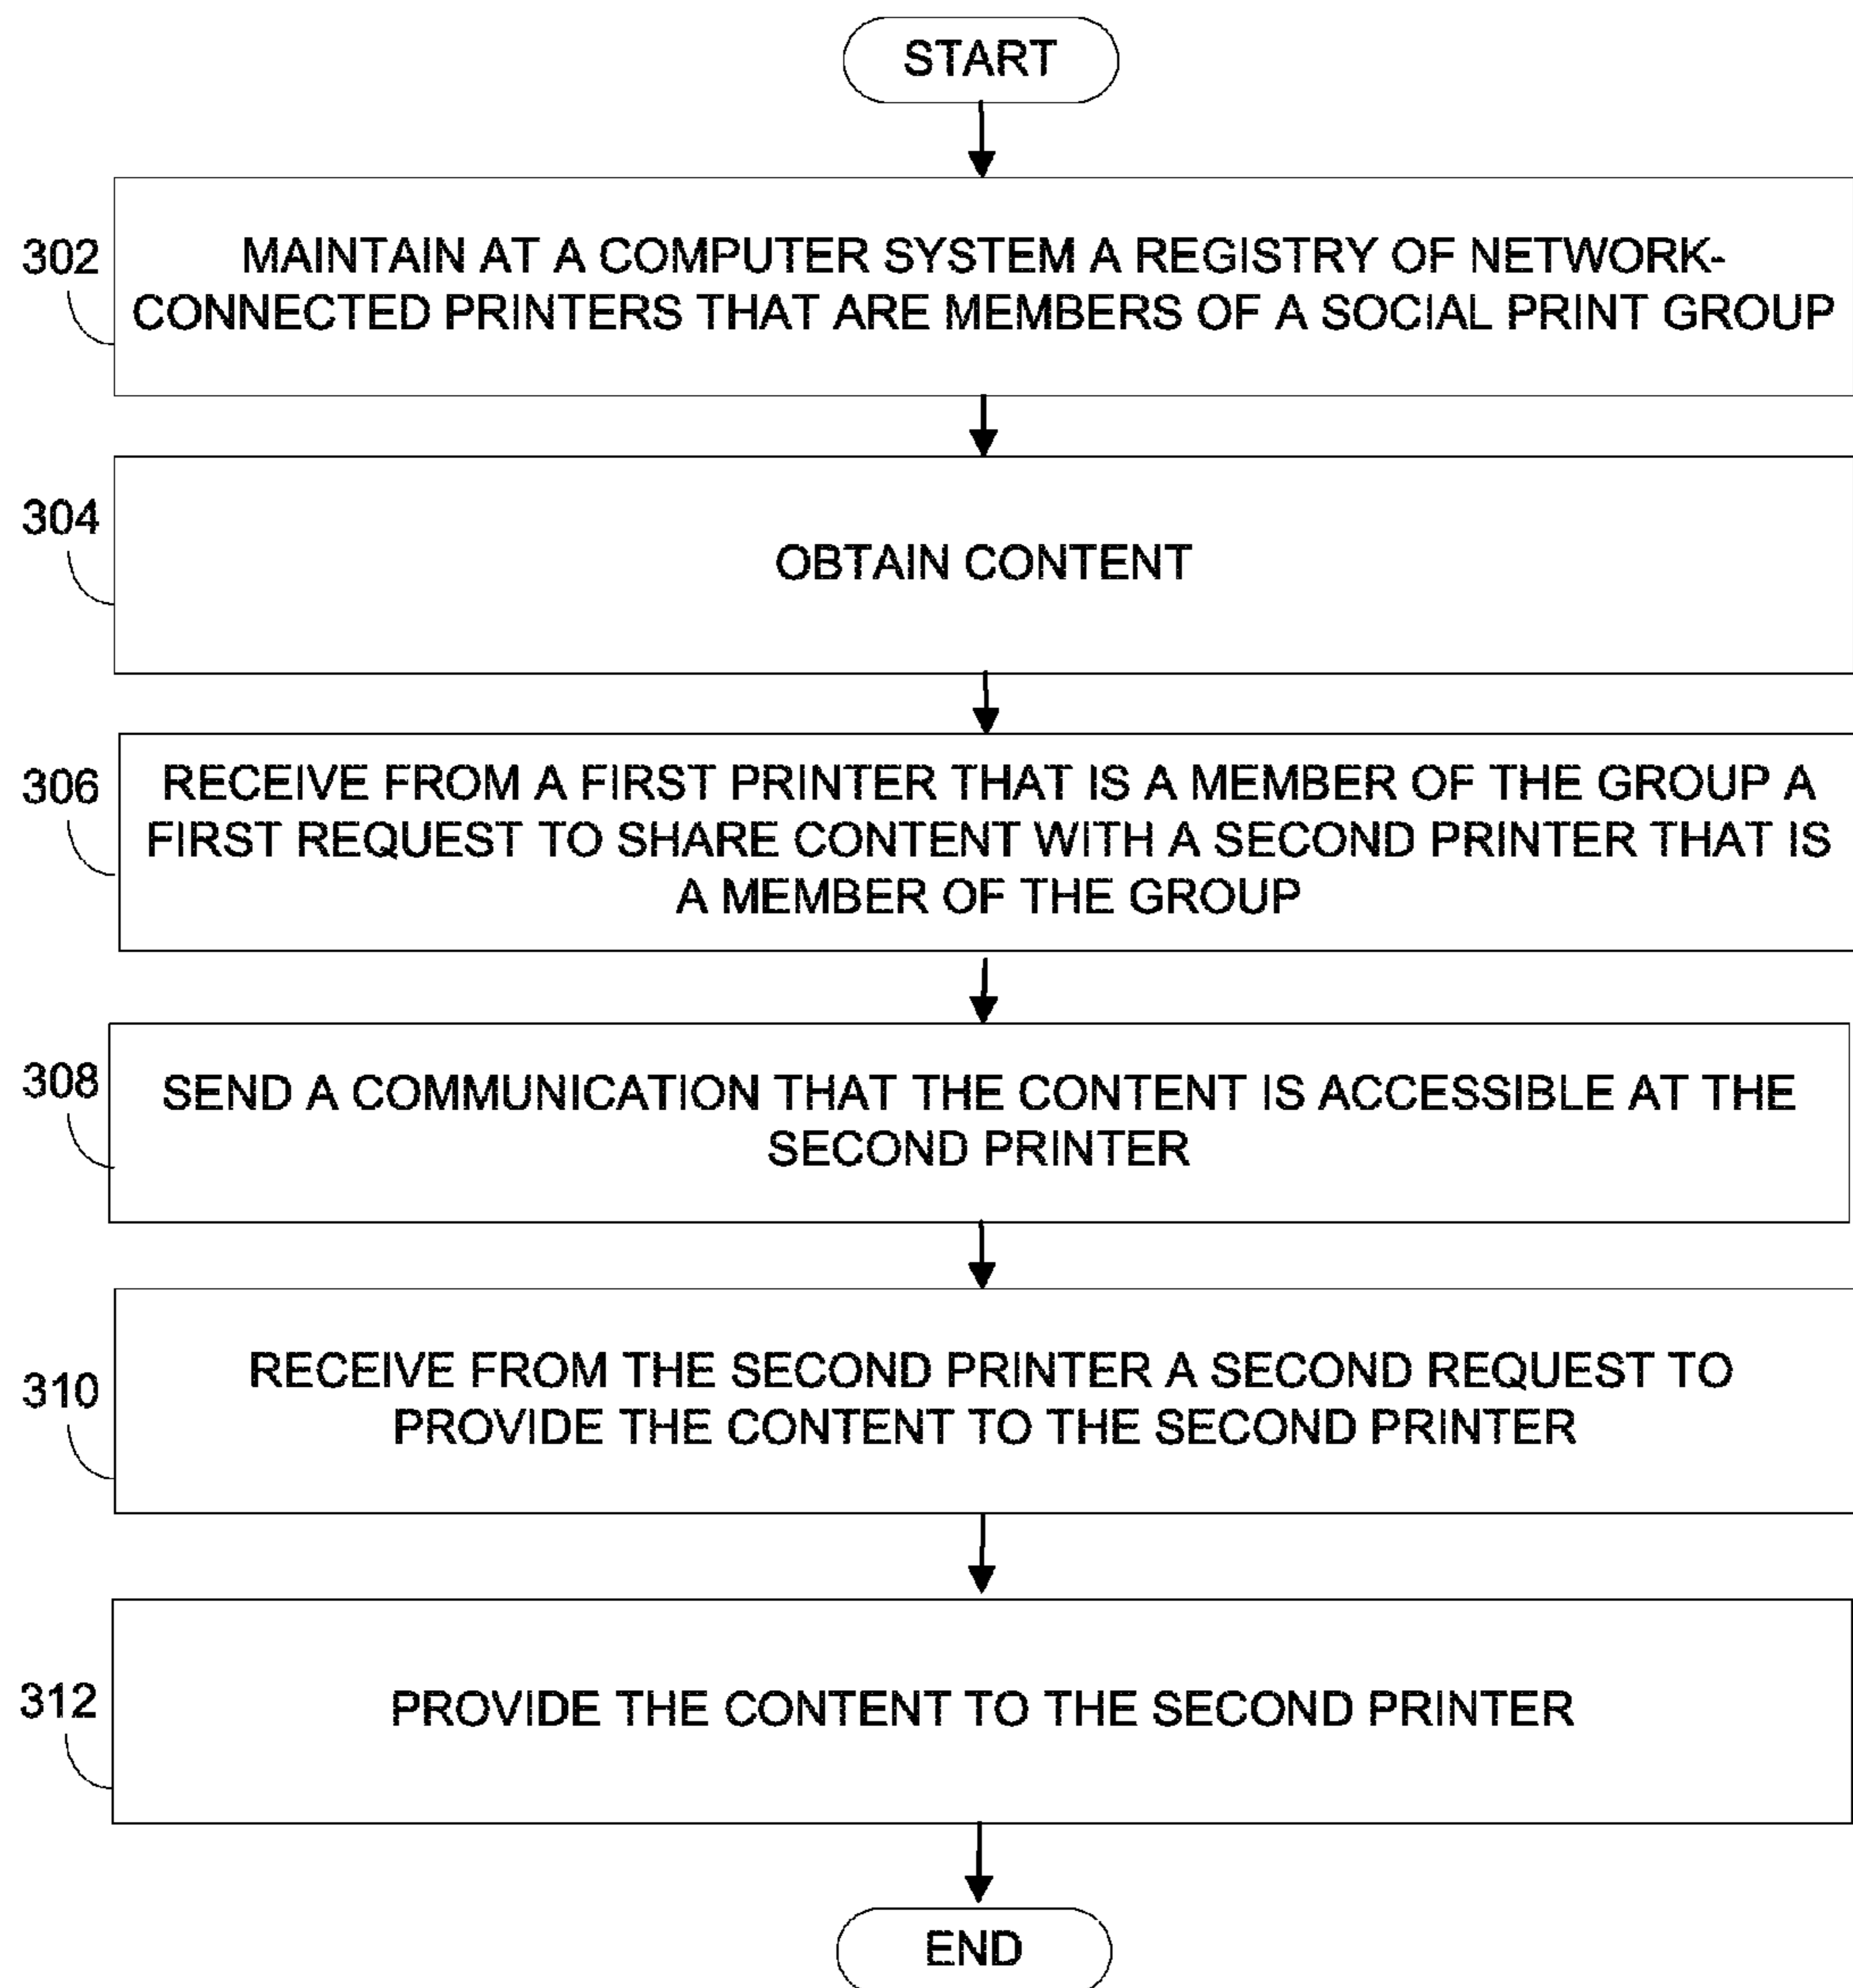 START
302
MAINTAIN AT A COMPUTER SYSTEM A REGISTRY OF NETWORK-
CONNECTED PRINTERS THAT ARE MEMBERS OF A SOCIAL PRINT GROUP
304
OBTAIN CONTENT
306
RECEIVE FROM A FIRST PRINTER THAT IS A MEMBER OF THE GROUP A
FIRST REQUEST TO SHARE CONTENT WITH A SECOND PRINTER THAT IS
A MEMBER OF THE GROUP
308
SEND A COMMUNICATION THAT THE CONTENT IS ACCESSIBLE AT THE
SECOND PRINTER
310
RECEIVE FROM THE SECOND PRINTER A SECOND REQUEST TO
PROVIDE THE CONTENT TO THE SECOND PRINTER
312
PROVIDE THE CONTENT TO THE SECOND PRINTER
END